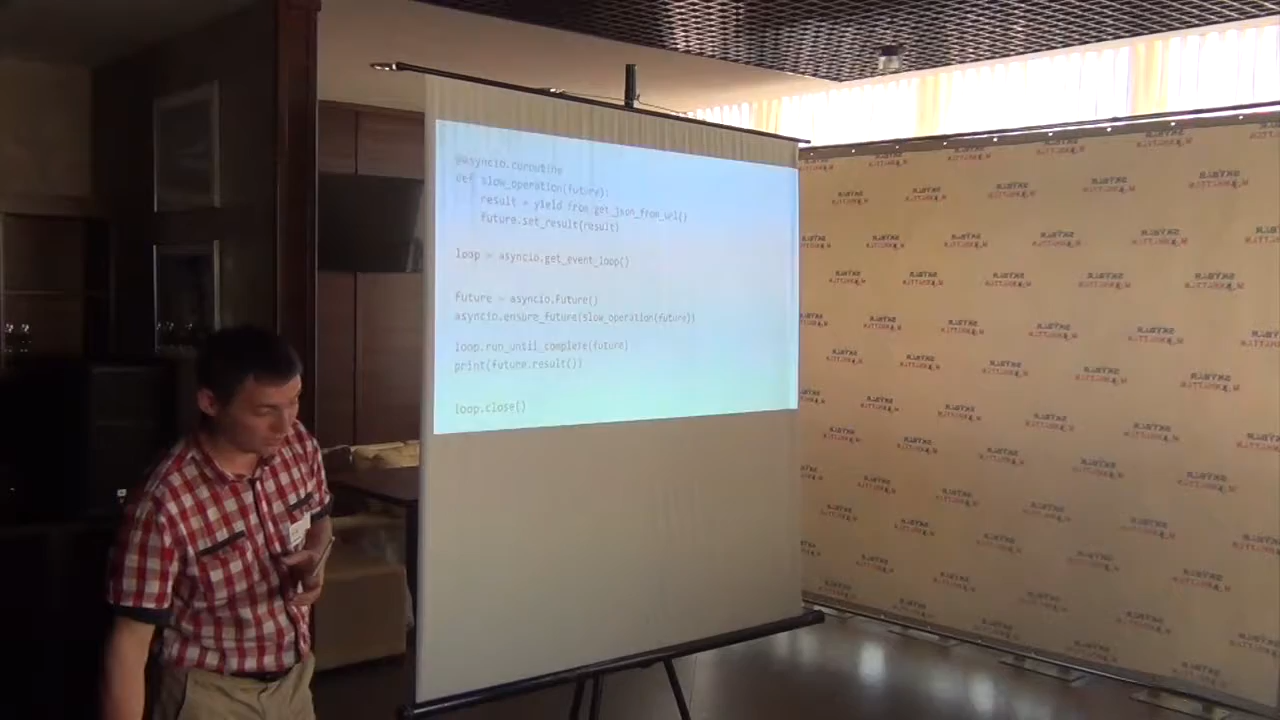 @asyncio.coroutine
def slow_operation(future):
result = yield from get_json_from_url()
future.set_result(result)
loop = asyncio.get_event_loop()
future = asyncio.Future()
asyncio.ensure_future(slow_operation(future))
loop.run_until_complete(future)
print(future.result())
loop.close()